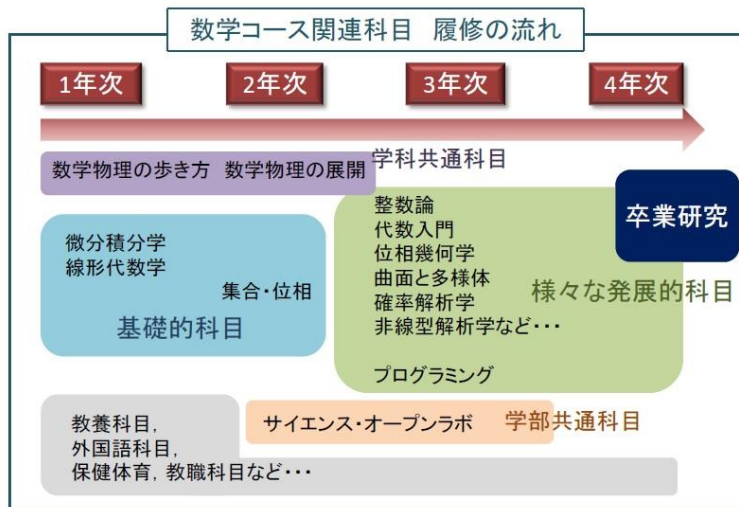 数学コース関連科目 履修の流れ
1年次
2年次
3年次
4年次
数学物理の歩き方 数学物理の展開
学科共通科目
微分積分学
線形代数学
集合・位相
基礎的科目
整数論
代数入門
位相幾何学
曲面と多様体
確率解析学
非線型解析学など・・・
プログラミング
卒業研究
様々な発展的科目
教養科目,
外国語科目,
保健体育, 教職科目など・・・
サイエンス・オープンラボ
学部共通科目